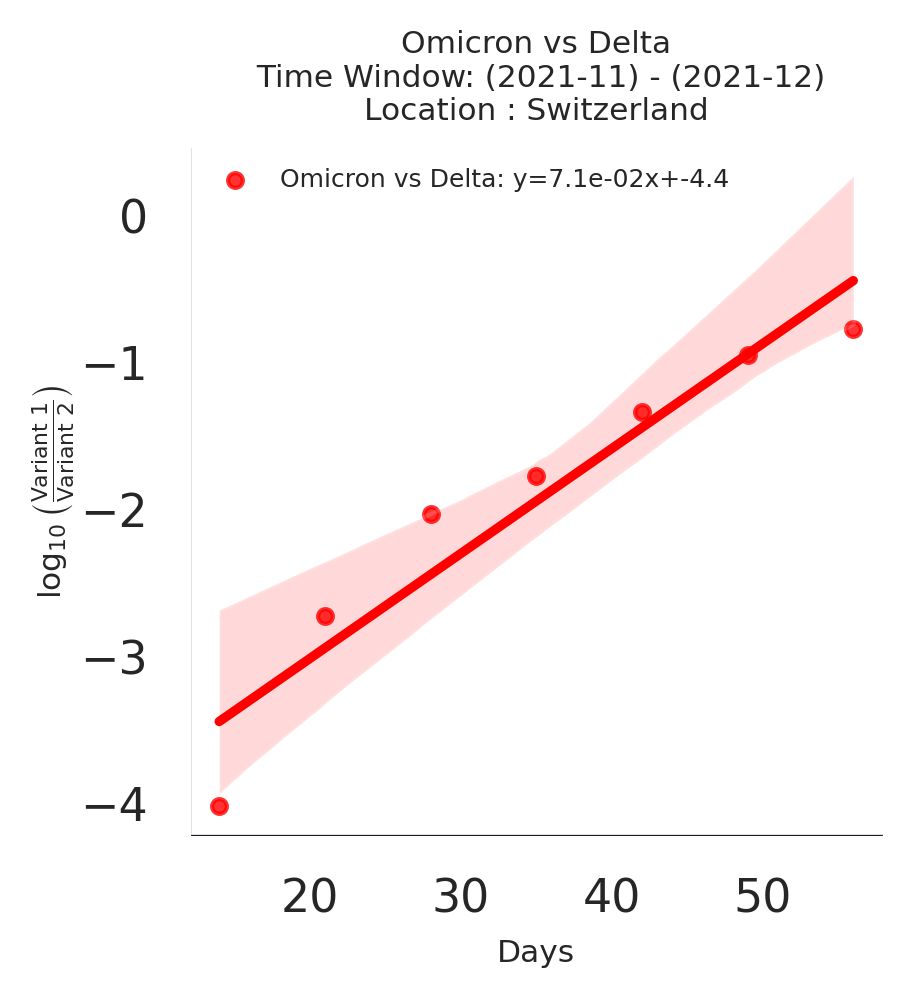 Omicron vs Delta
Time Window: (2021-11) - (2021-12)
Location : Switzerland
Omicron vs Delta: y=7.1e-02x+-4.4
0
−1
−2
−3
−4
log10 (Variant 1 / Variant 2)
20 30 40 50
Days